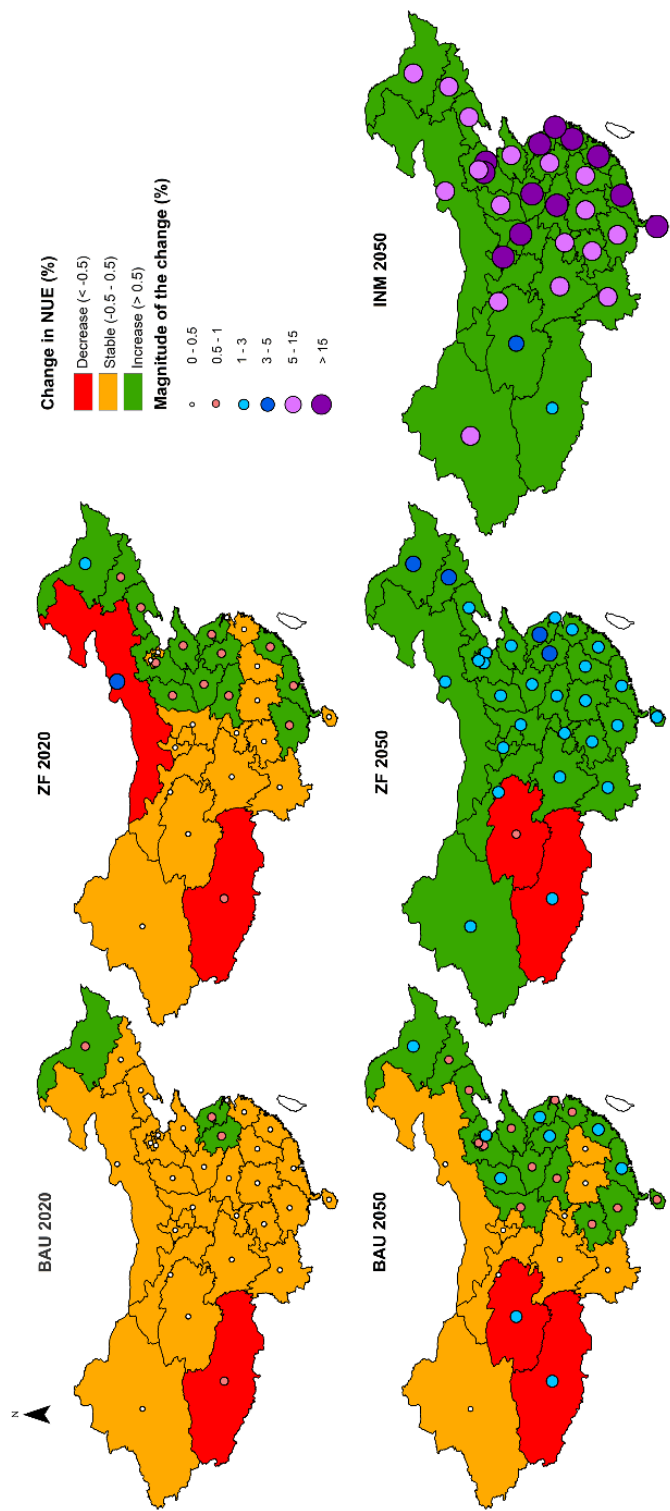 N
BAU 2020
ZF 2020
Change in NUE (%)
Decrease (< -0.5)
Stable (-0.5 - 0.5)
Increase (> 0.5)
Magnitude of the change (%)
0 - 0.5
0.5 - 1
1 - 3
3 - 5
5 - 15
> 15
BAU 2050
ZF 2050
INM 2050